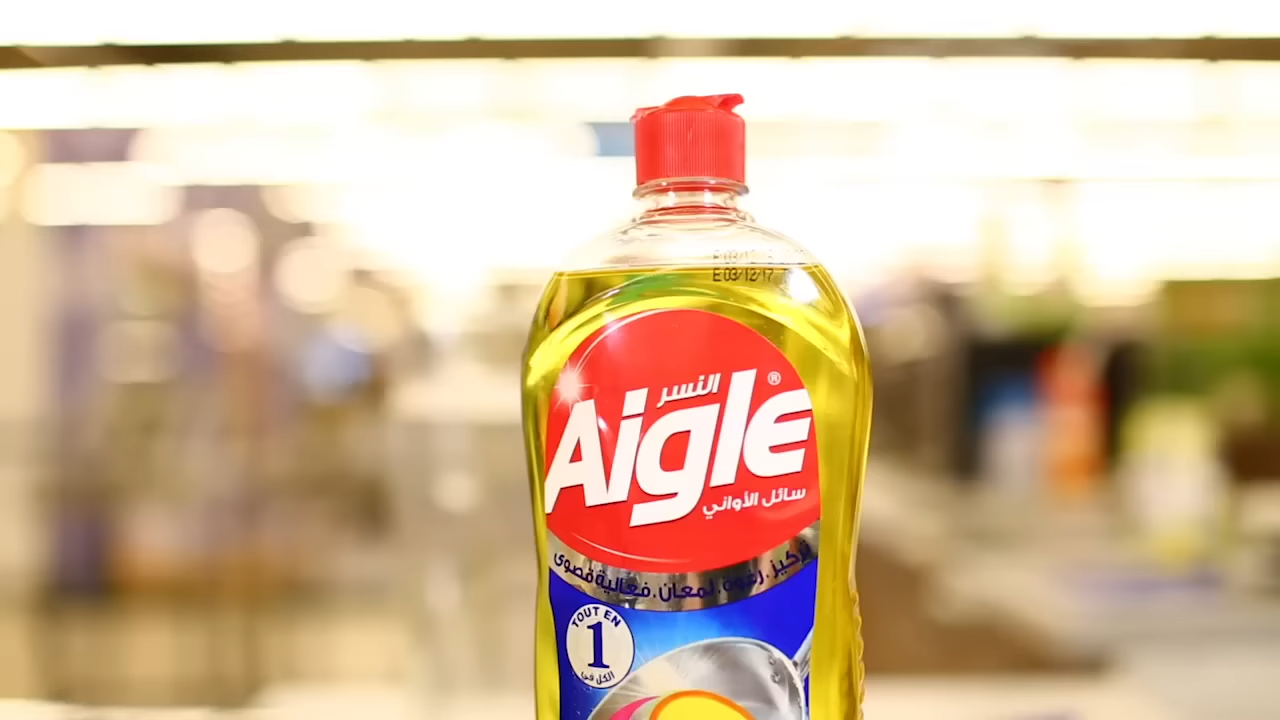 E 03/12/17
النسر
Aigle®
سائل الأواني
تركيز. رغوة. لمعان. فعالية قصوى
TOUT EN
1
الكل في